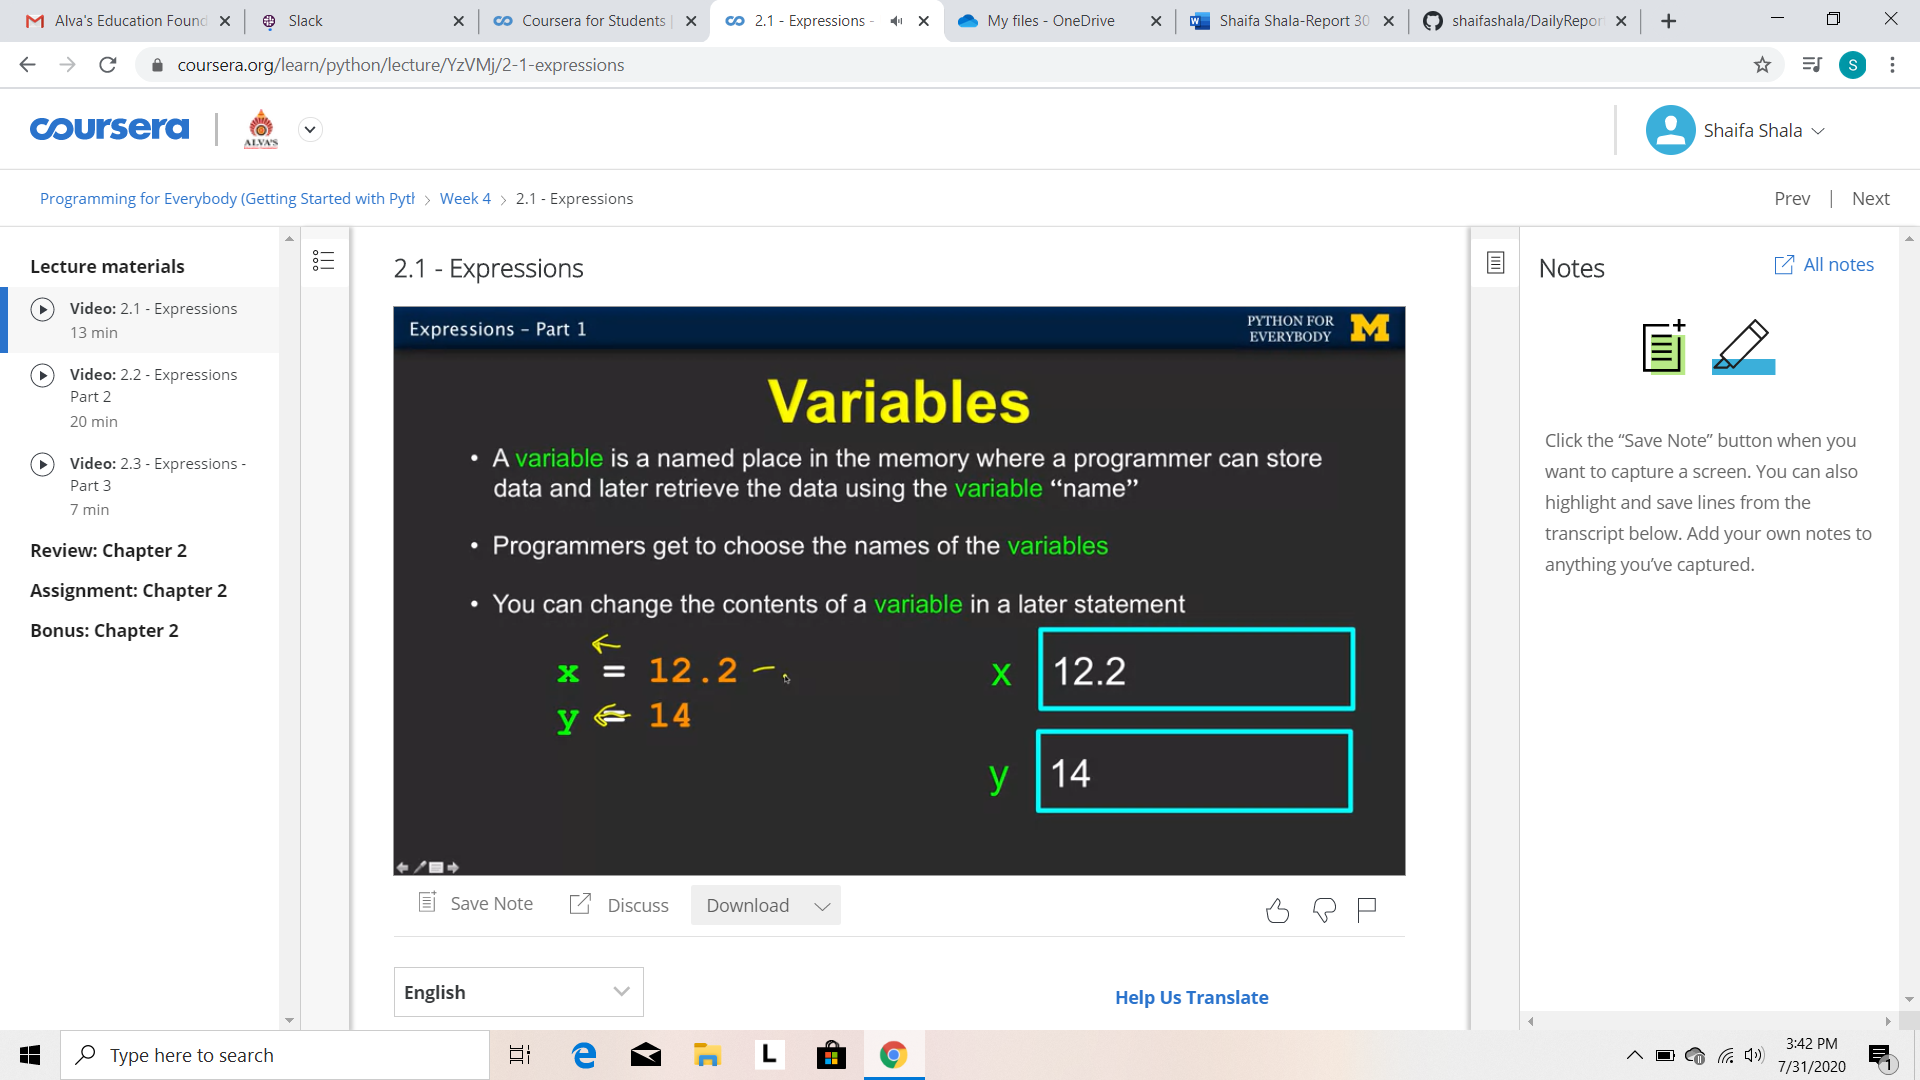 Alva's Education Found
Slack
Coursera for Students
2.1 - Expressions -
My files - OneDrive
Shaifa Shala-Report 30
shaifashala/DailyRepor
coursera.org/learn/python/lecture/YzVMj/2-1-expressions
S
coursera
ALVA'S
Shaifa Shala
Programming for Everybody (Getting Started with Pytl
Week 4
2.1 - Expressions
Prev
Next
Lecture materials
Video: 2.1 - Expressions
13 min
Video: 2.2 - Expressions
Part 2
20 min
Video: 2.3 - Expressions -
Part 3
7 min
Review: Chapter 2
Assignment: Chapter 2
Bonus: Chapter 2
2.1 - Expressions
Expressions – Part 1
PYTHON FOR
EVERYBODY
M
Variables
• A variable is a named place in the memory where a programmer can store
data and later retrieve the data using the variable “name”
• Programmers get to choose the names of the variables
• You can change the contents of a variable in a later statement
x = 12.2
y = 14
x 12.2
y 14
Save Note
Discuss
Download
English
Help Us Translate
Notes
All notes
Click the “Save Note” button when you
want to capture a screen. You can also
highlight and save lines from the
transcript below. Add your own notes to
anything you’ve captured.
Type here to search
L
3:42 PM
7/31/2020
1